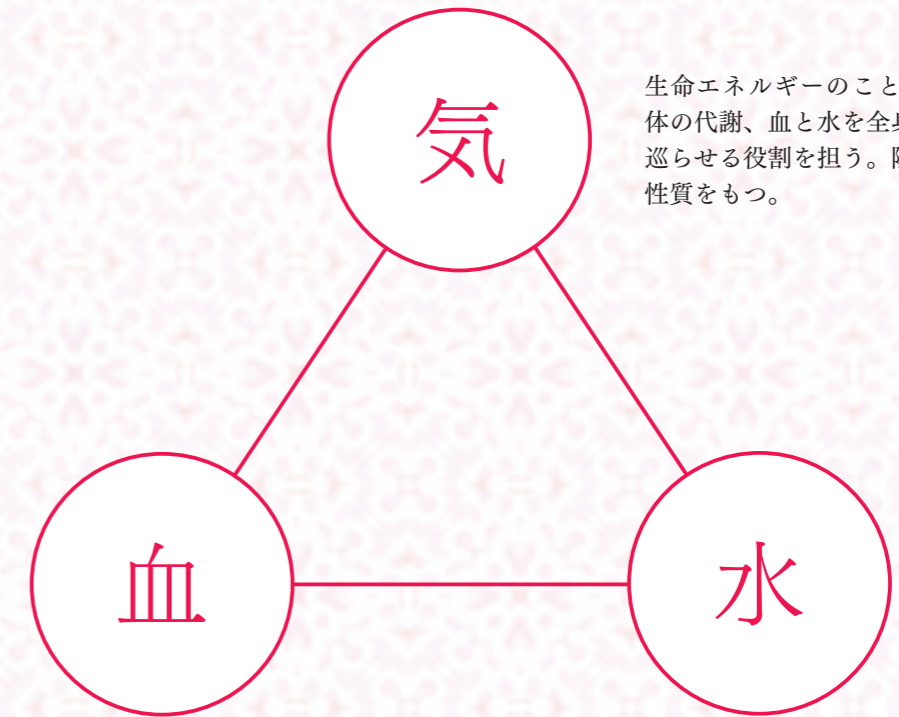 気
生命エネルギーのこと
体の代謝、血と水を全身
巡らせる役割を担う。
性質をもつ。
血
水